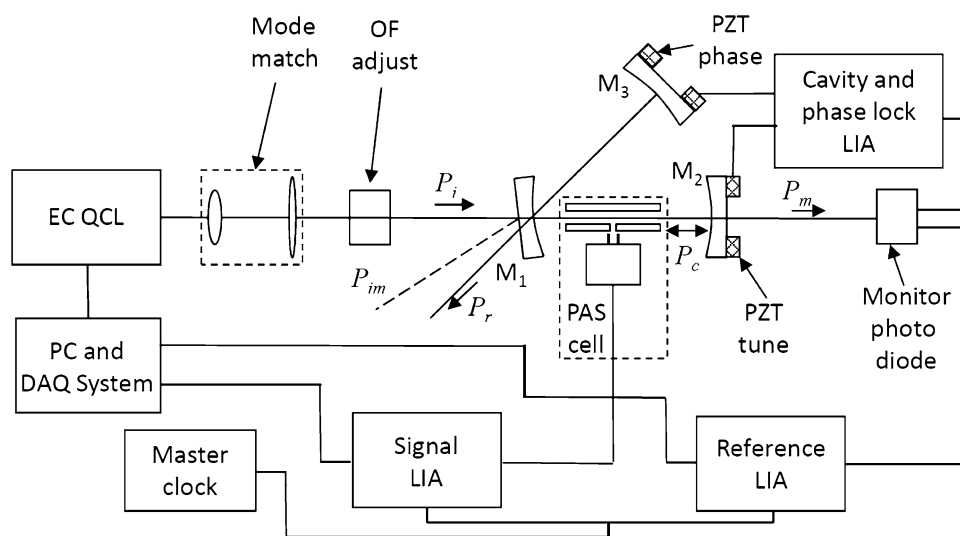 Mode
match
OF
adjust
PZT
phase
M3
Cavity and
phase lock
LIA
M2
EC QCL
Pi
Pm
M1
Pim
Pr
Pc
PAS
cell
PZT
tune
Monitor
photo
diode
PC and
DAQ System
Master
clock
Signal
LIA
Reference
LIA